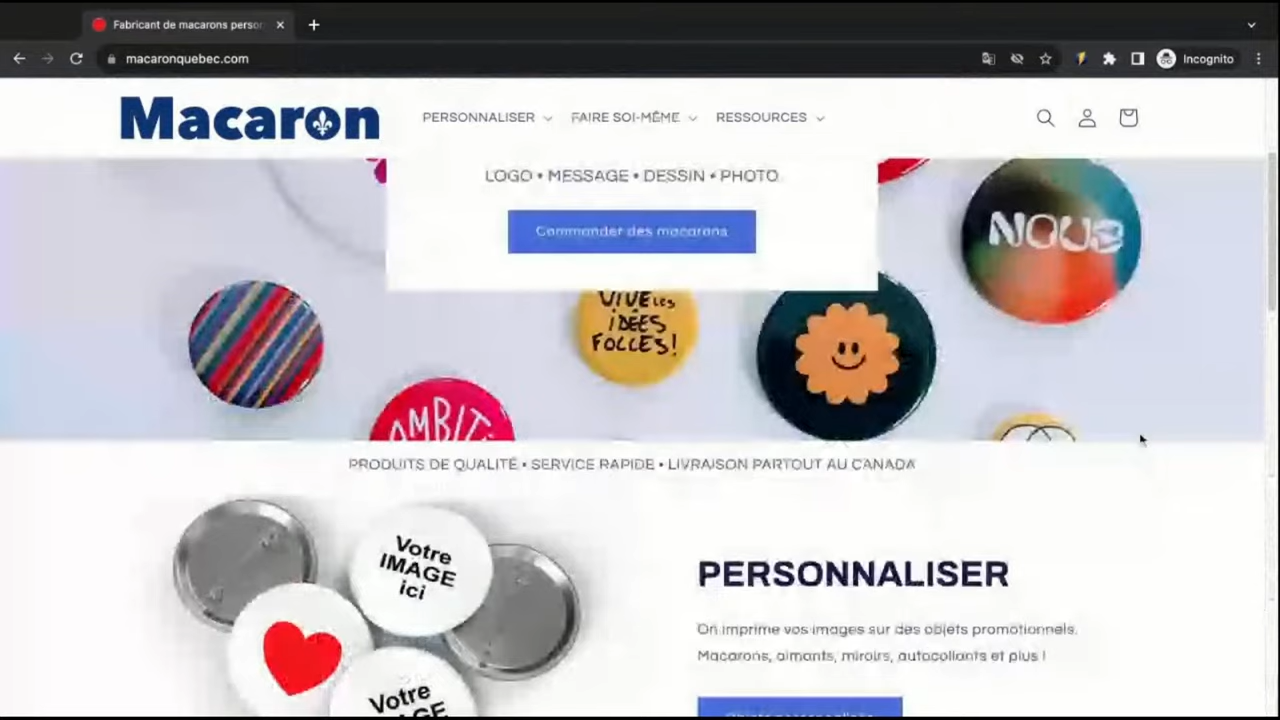 Fabricant de macarons person
macaronquebec.com
Incognito
Macaron
PERSONNALISER
FAIRE SOI-MÊME
RESSOURCES
LOGO • MESSAGE • DESSIN • PHOTO
Commander des macarons
NOUS
VIVE LES
IDÉES
FOLLES!
AMBITI
PRODUITS DE QUALITÉ • SERVICE RAPIDE • LIVRAISON PARTOUT AU CANADA
Votre
IMAGE
ici
Votre
PERSONNALISER
On imprime vos images sur des objets promotionnels.
Macarons, aimants, miroirs, autocollants et plus !